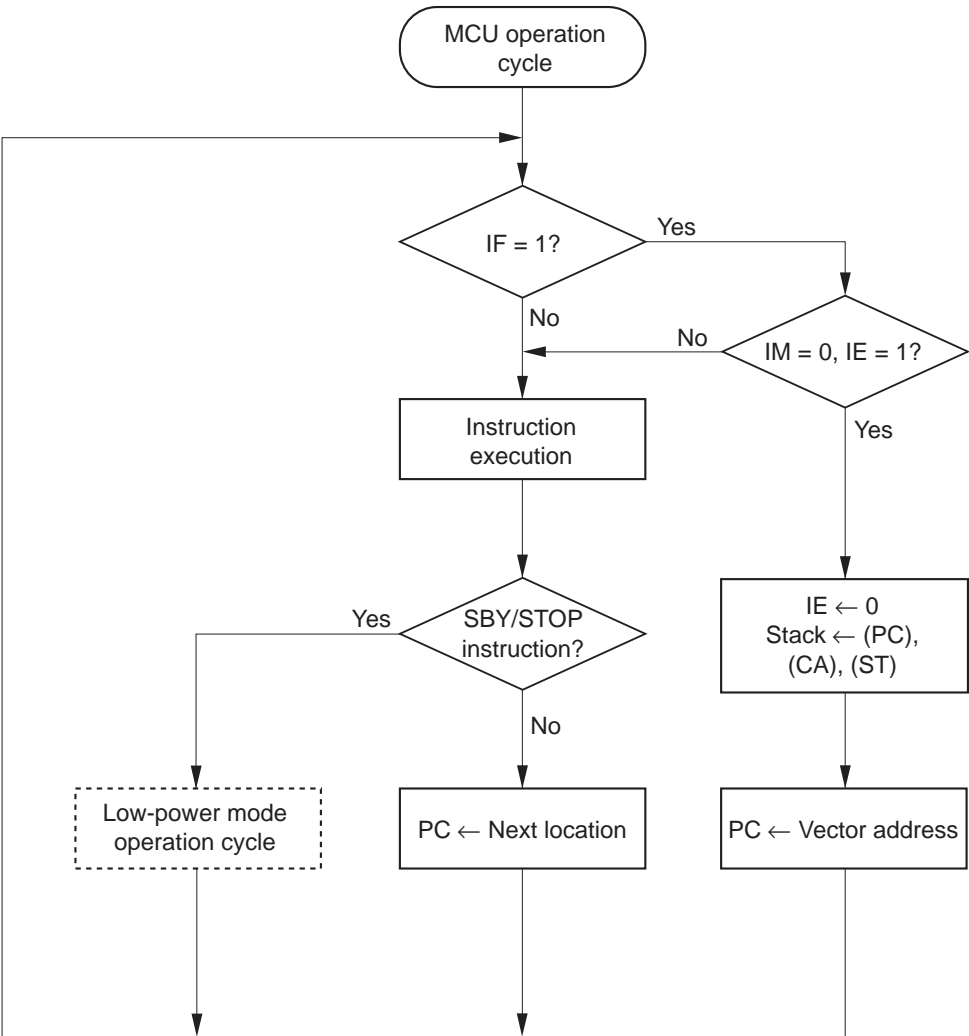 MCU operation
cycle
IF = 1?
Yes
No
No
IM = 0, IE = 1?
Yes
Instruction
execution
Yes
SBY/STOP
instruction?
No
IE ← 0
Stack ← (PC),
(CA), (ST)
Low-power mode
operation cycle
PC ← Next location
PC ← Vector address